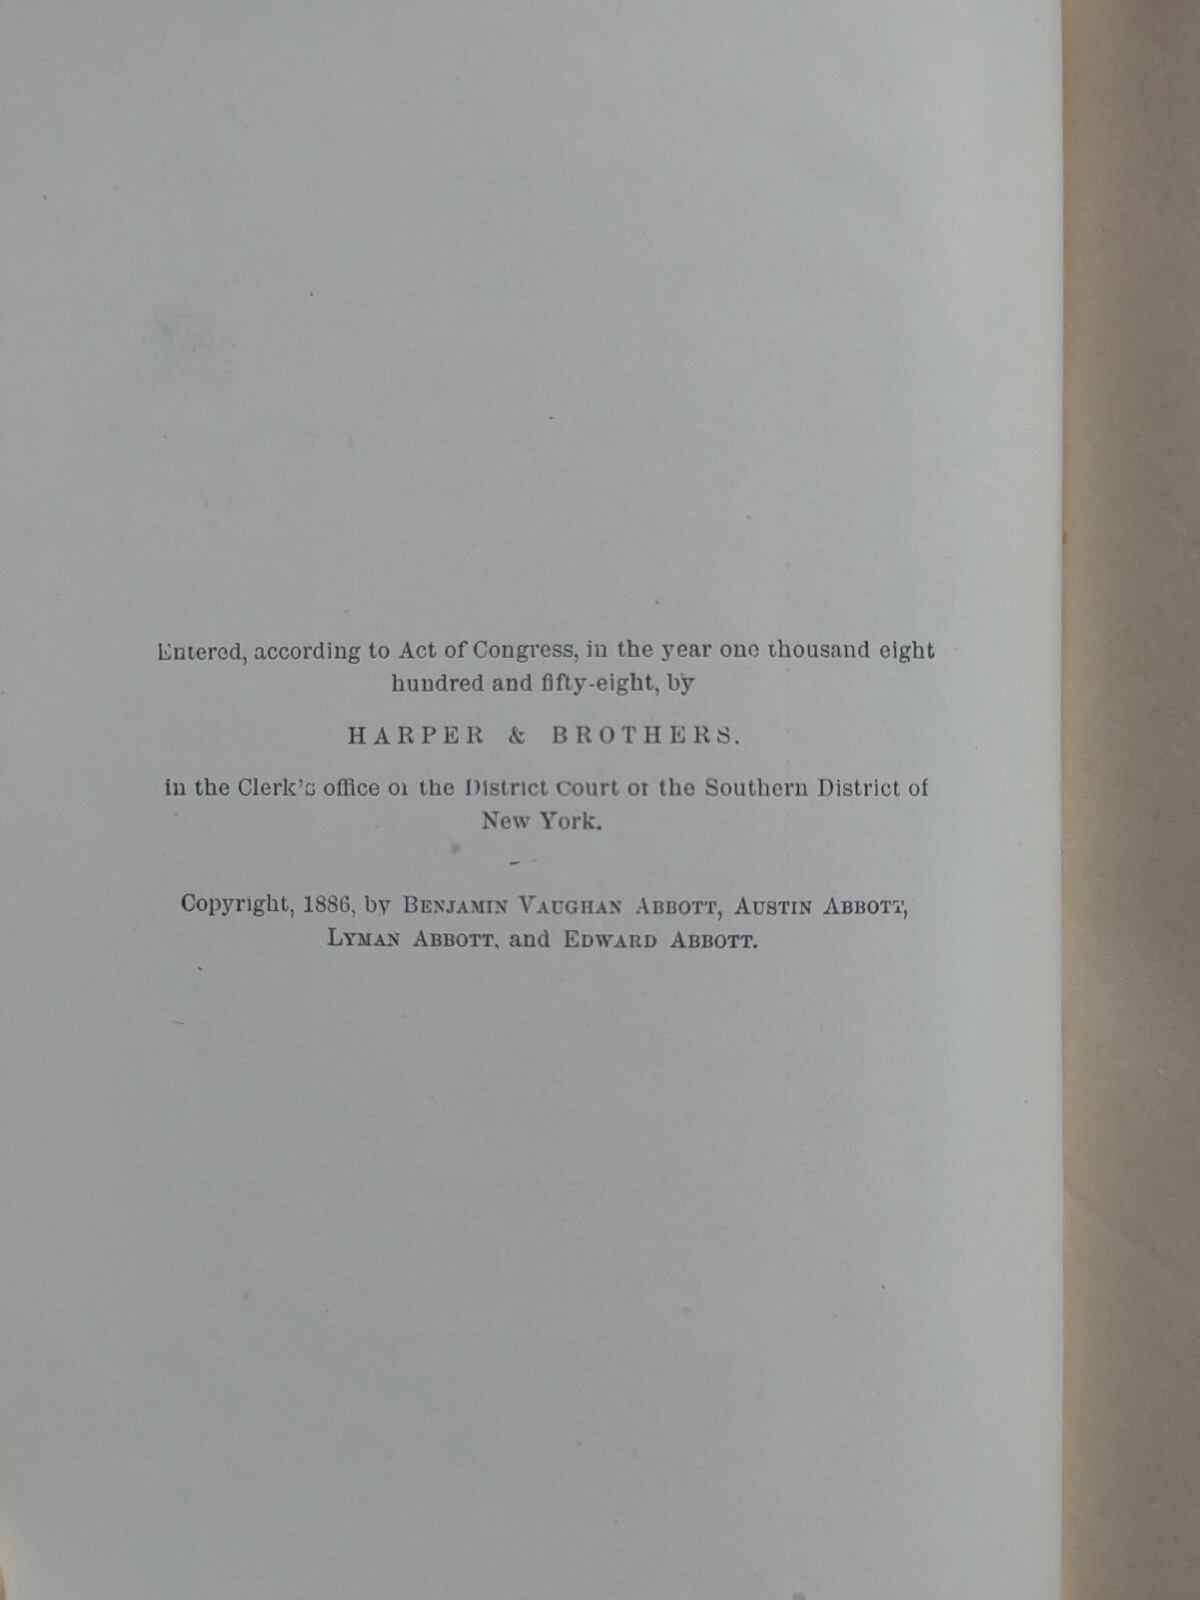 Entered, according to Act of Congress, in the year one thousand eight
hundred and fifty-eight, by
HARPER & BROTHERS.
in the Clerk's office of the District Court of the Southern District of
New York.
Copyright, 1886, by BENJAMIN VAUGHAN ABBOTT, AUSTIN ABBOTT,
LYMAN ABBOTT, and EDWARD ABBOTT.